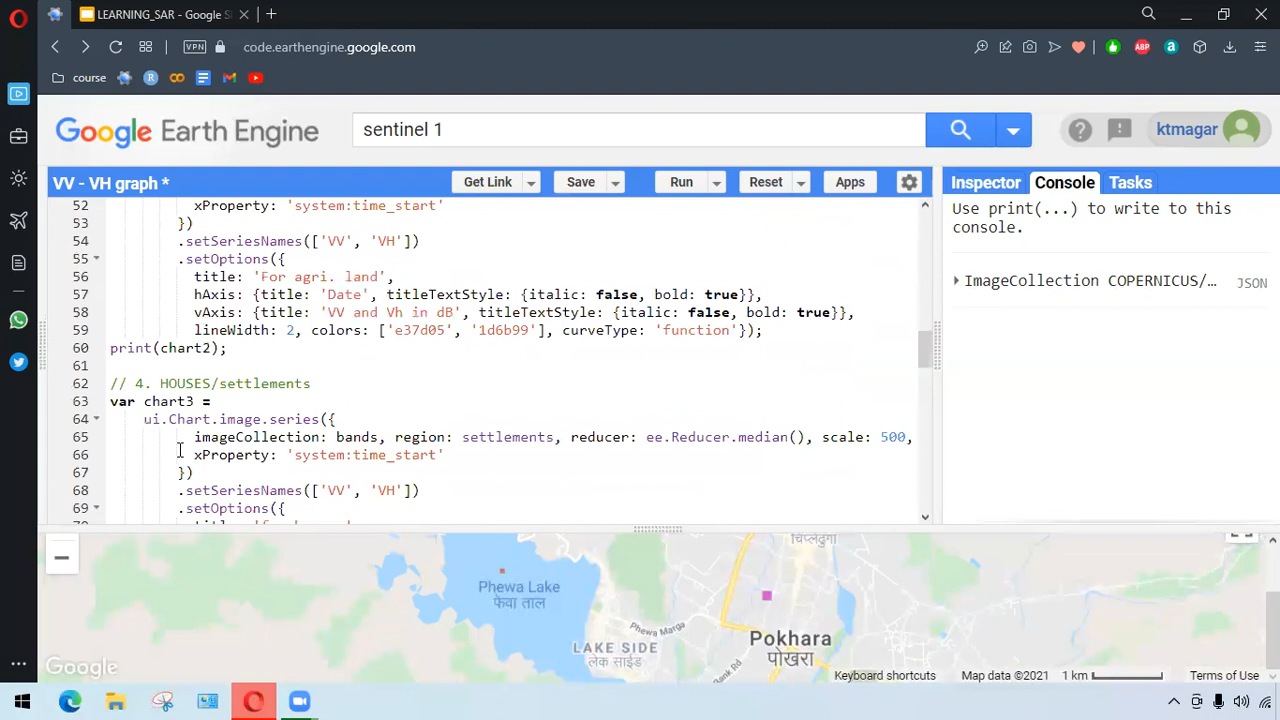 LEARNING_SAR - Google S
VPN
code.earthengine.google.com
course
ABP
Google Earth Engine
sentinel 1
ktmagar
VV - VH graph *
Get Link
Save
Run
Reset
Apps
Inspector
Console
Tasks
52 xProperty: 'system:time_start'
53 })
54 .setSeriesNames(['VV', 'VH'])
55 .setOptions({
56 title: 'For agri. land',
57 hAxis: {title: 'Date', titleTextStyle: {italic: false, bold: true}},
58 vAxis: {title: 'VV and Vh in dB', titleTextStyle: {italic: false, bold: true}},
59 lineWidth: 2, colors: ['e37d05', '1d6b99'], curveType: 'function'});
60 print(chart2);
61
62 // 4. HOUSES/settlements
63 var chart3 =
64 ui.Chart.image.series({
65 imageCollection: bands, region: settlements, reducer: ee.Reducer.median(), scale: 500,
66 xProperty: 'system:time_start'
67 })
68 .setSeriesNames(['VV', 'VH'])
69 .setOptions({
Use print(...) to write to this
console.
ImageCollection COPERNICUS/…
JSON
चिप्लेढुंगा
Phewa Lake
फेवा ताल
Phewa Marga
LAKE SIDE
लेक साईड
Pokhara
पोखरा
Google
Keyboard shortcuts
Map data ©2021
1 km
Terms of Use